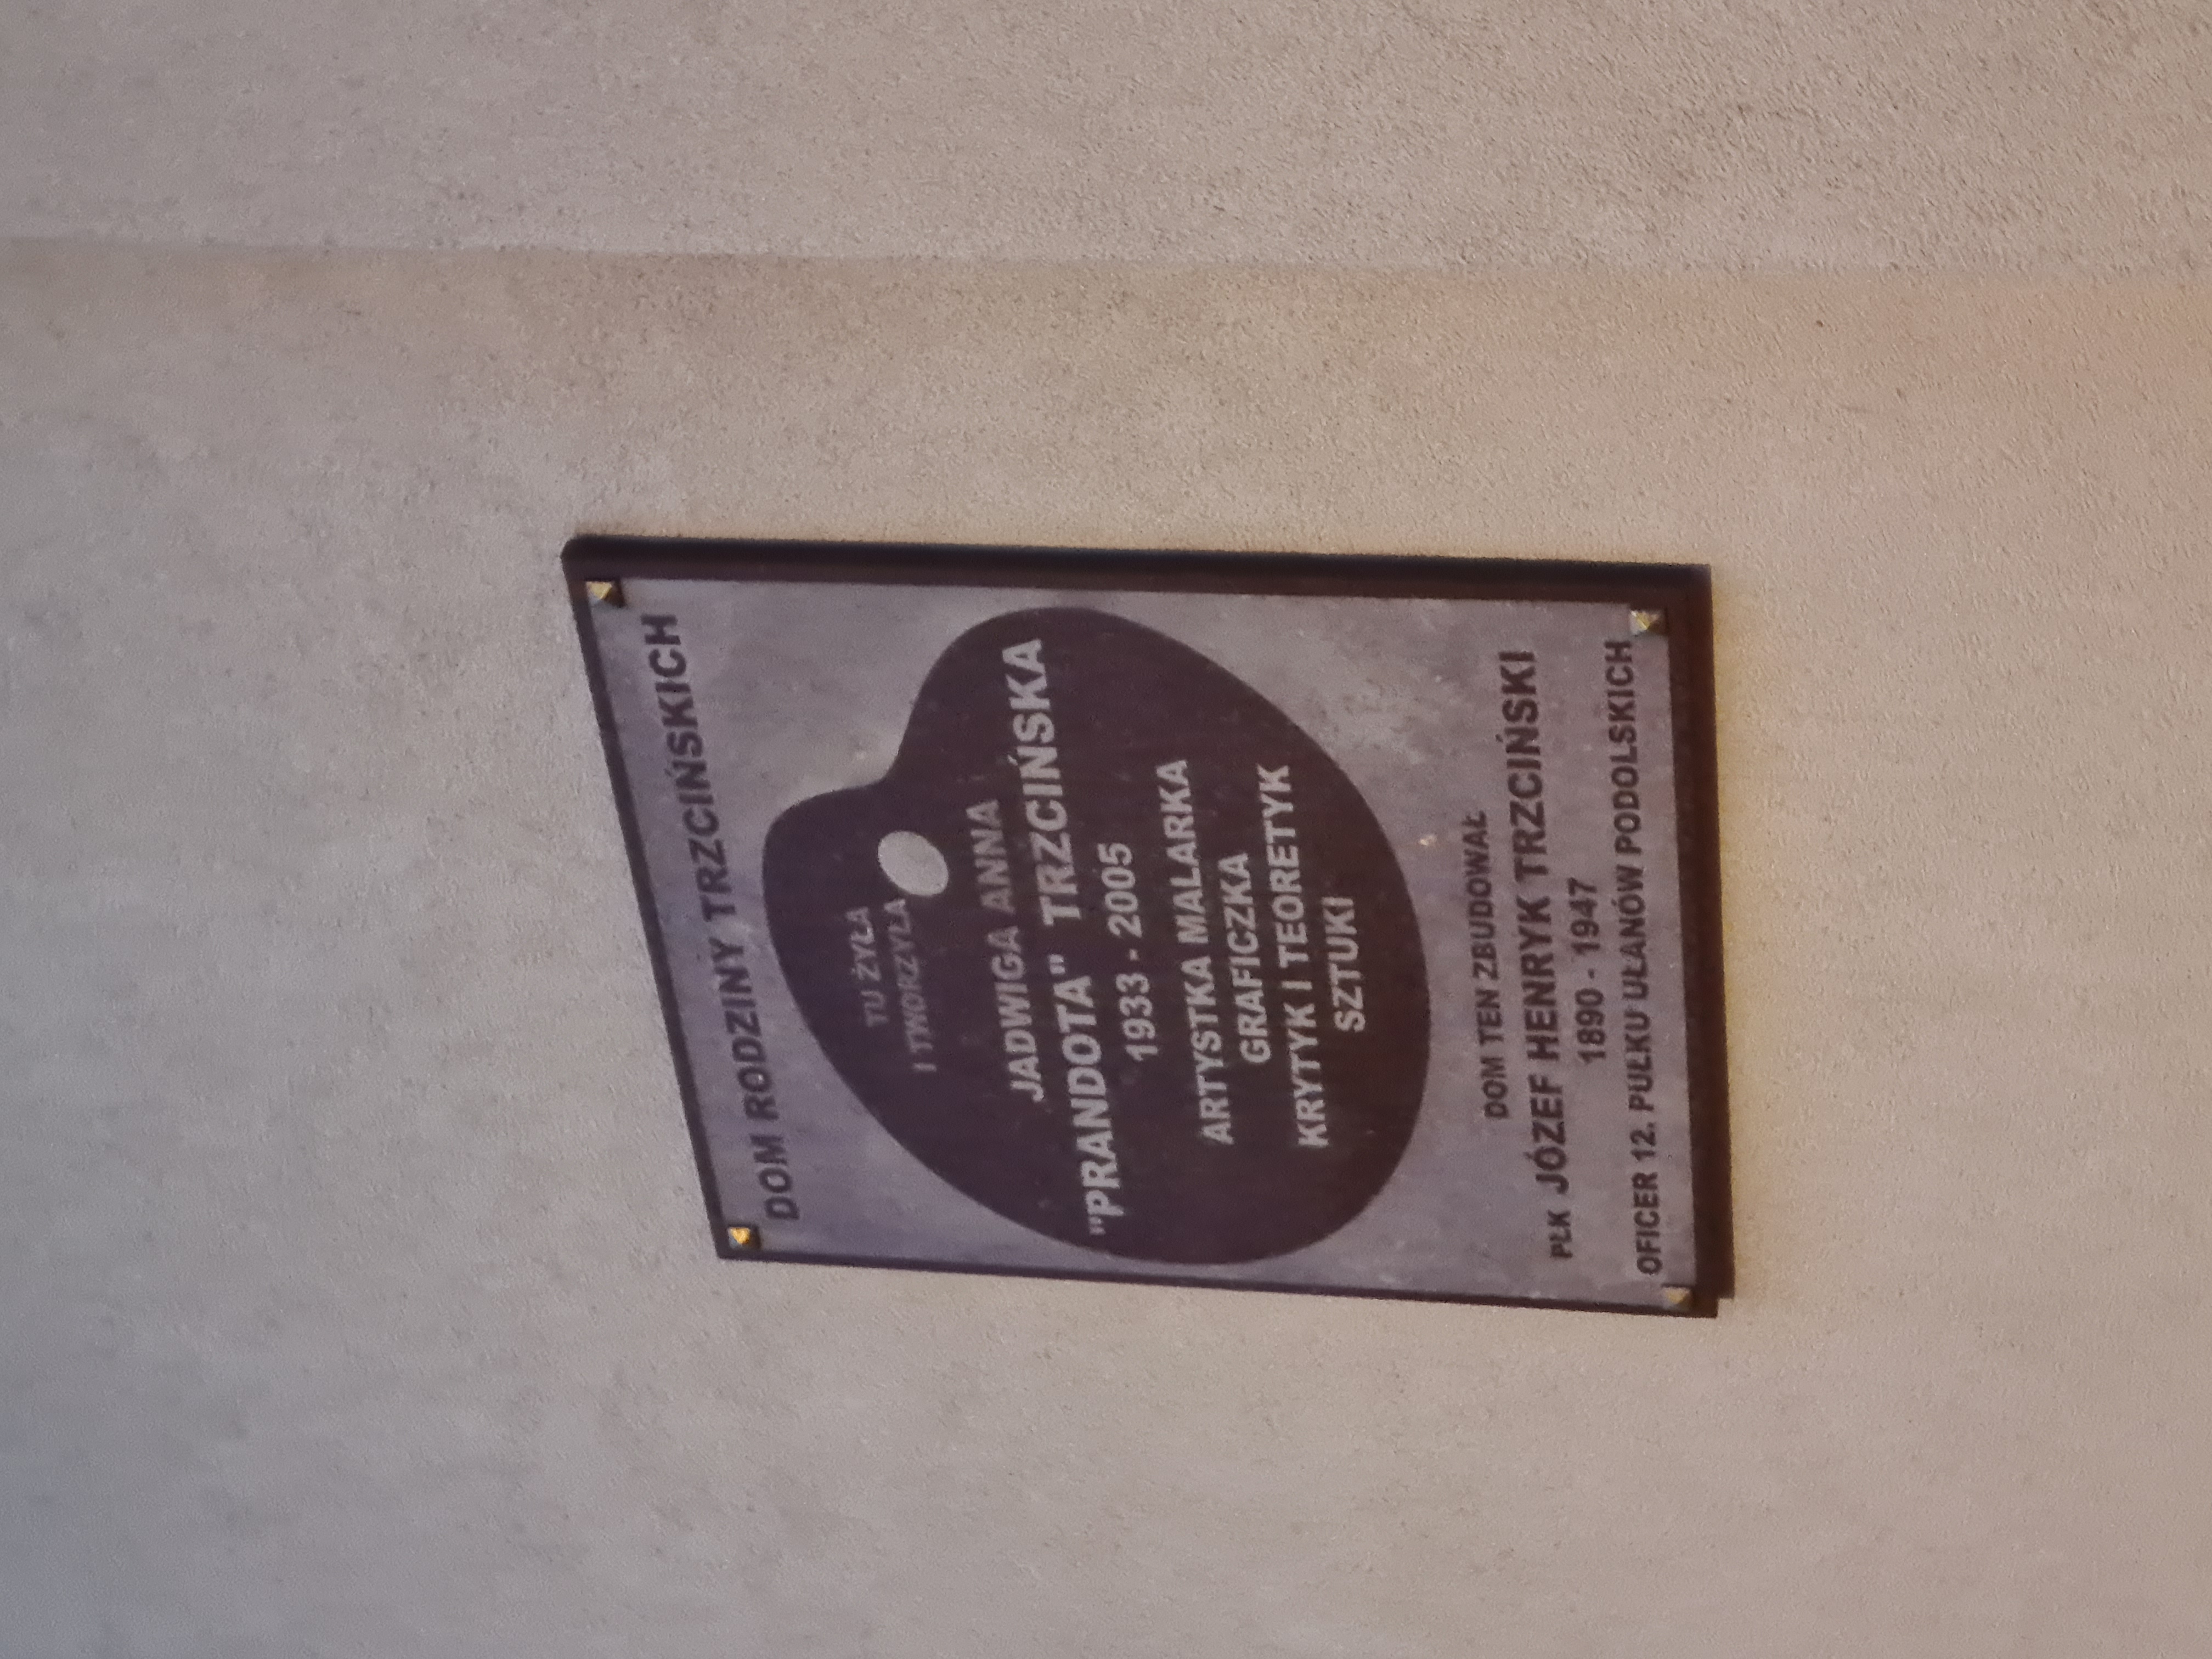 DOM RODZINY TRZCIŃSKICH
TU ŻYŁA
I TWORZYŁA
JADWIGA ANNA
"PRANDOTA" TRZCIŃSKA
1933 - 2005
ARTYSTKA MALARKA
GRAFICZKA
KRYTYK I TEORETYK
SZTUKI
DOM TEN ZBUDOWAŁ
PŁK JÓZEF HENRYK TRZCIŃSKI
1890 - 1947
OFICER 12. PUŁKU UŁANÓW PODOLSKICH